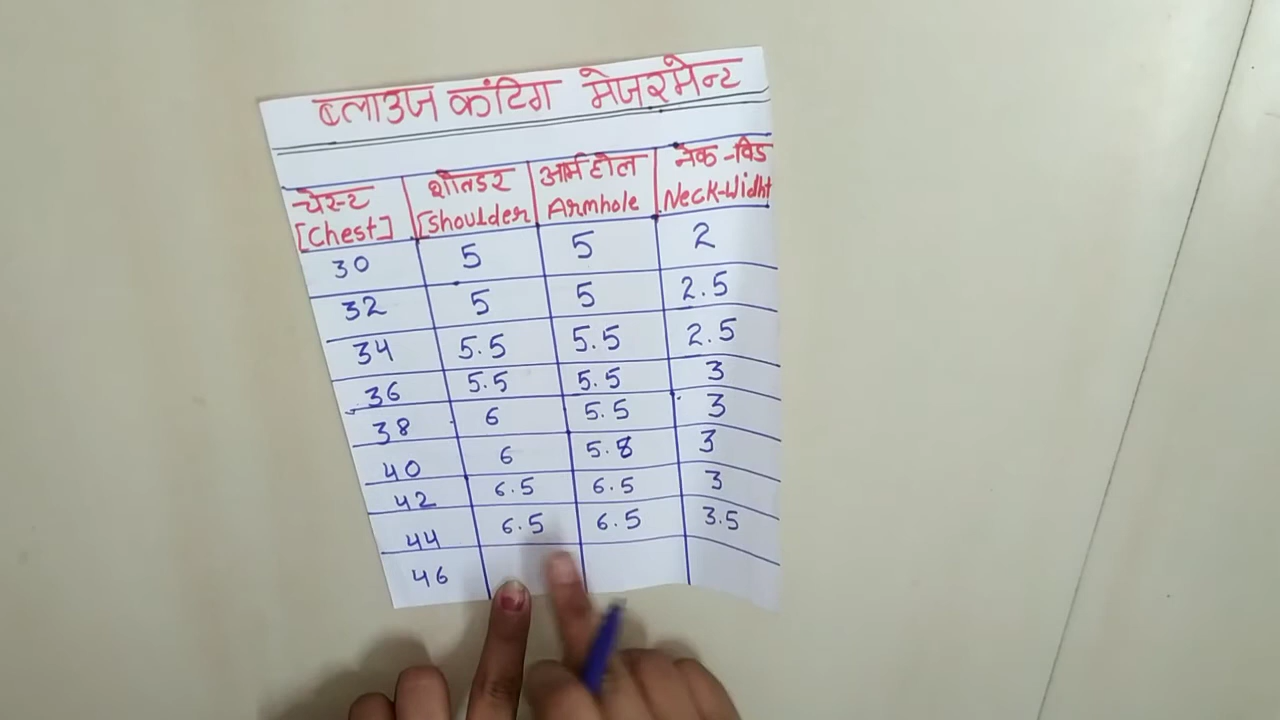 ब्लाउज कंटिग मेजरमेन्ट
चेस्ट शोल्डर आर्महोल नेक-विड
[Chest] [Shoulder Armhole Neck-Widht
30 5 5 2
32 5 5 2.5
34 5.5 5.5 2.5
36 5.5 5.5 3
38 6 5.5 3
40 6 5.8 3
42 6.5 6.5 3
44 6.5 6.5 3.5
46